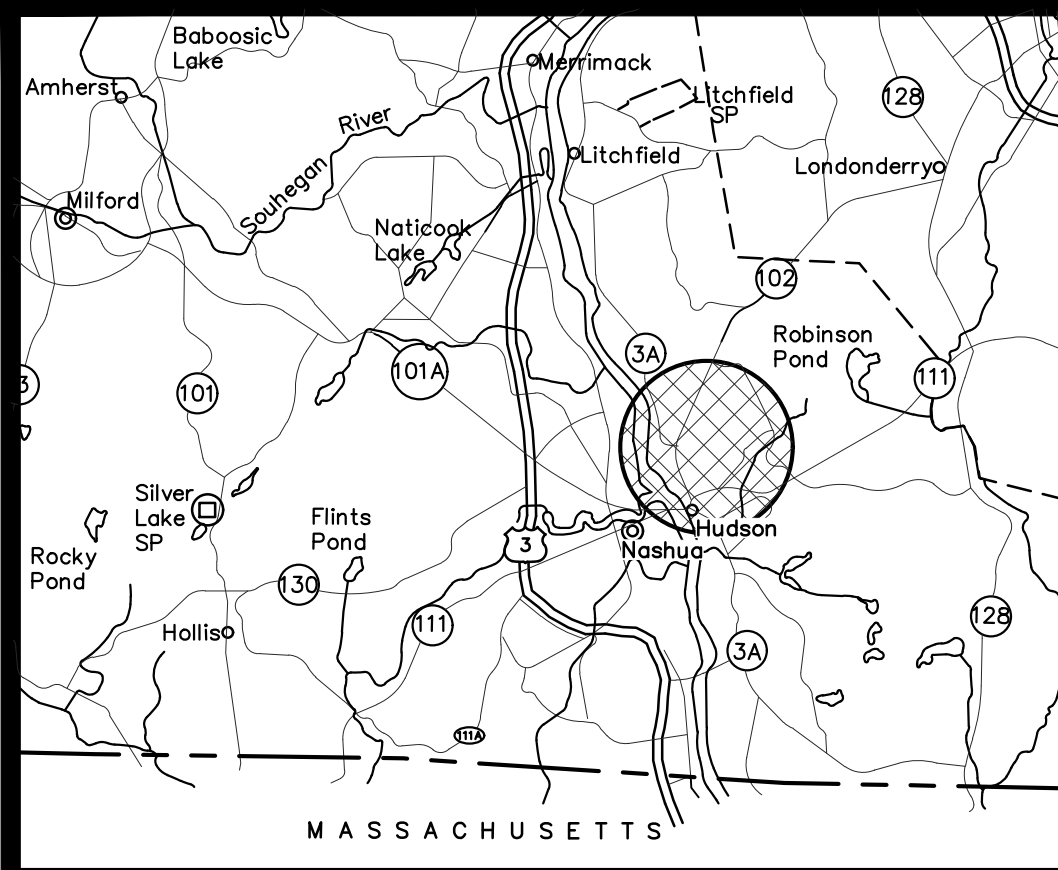 Baboosic
Lake
Merrimack
Amherst
Litchfield
SP
128
River
Litchfield
Londonderry
Souhegan
Milford
Naticook
Lake
102
Robinson
Pond
3A
101A
111
3
101
Silver
Lake
SP
Flints
Pond
Hudson
Nashua
3
Rocky
Pond
130
111
128
Hollis
3A
111A
MASSACHUSETTS